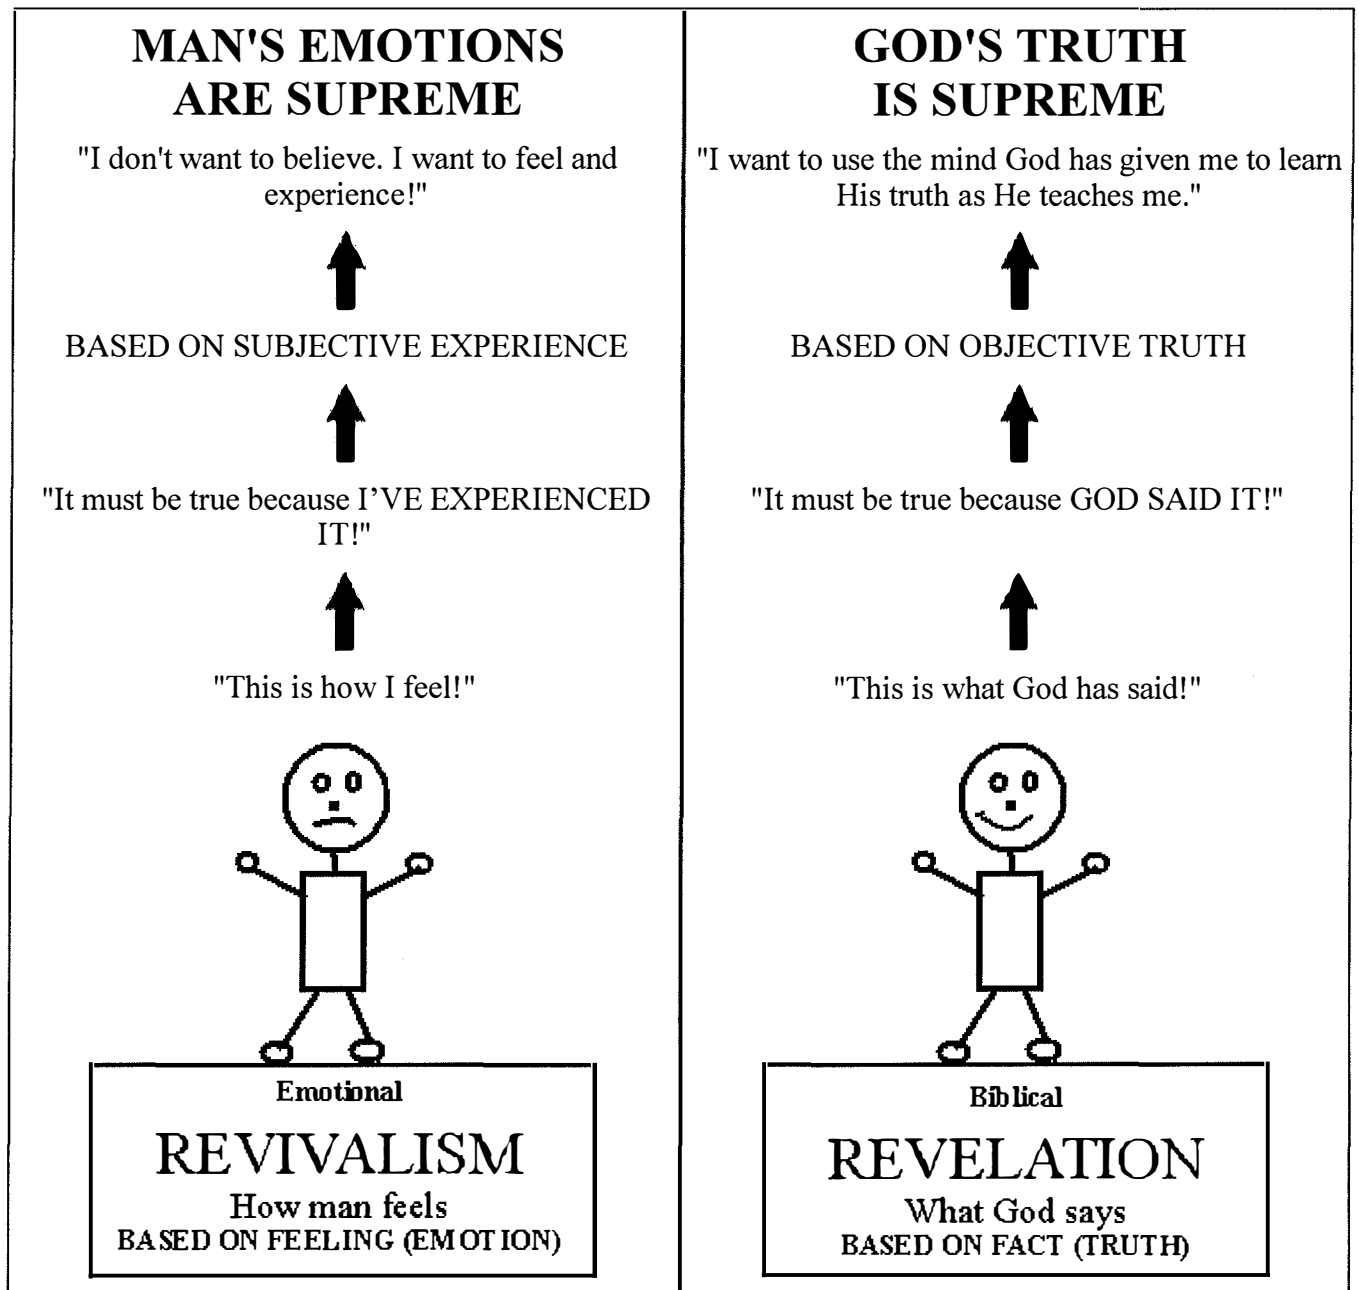 MAN'S EMOTIONS
ARE SUPREME
"I don't want to believe. I want to feel and
experience!"
BASED ON SUBJECTIVE EXPERIENCE
"It must be true because I’VE EXPERIENCED
IT!"
"This is how I feel!"
Emotional
REVIVALISM
How man feels
BASED ON FEELING (EMOTION)
GOD'S TRUTH
IS SUPREME
"I want to use the mind God has given me to learn
His truth as He teaches me."
BASED ON OBJECTIVE TRUTH
"It must be true because GOD SAID IT!"
"This is what God has said!"
Biblical
REVELATION
What God says
BASED ON FACT (TRUTH)